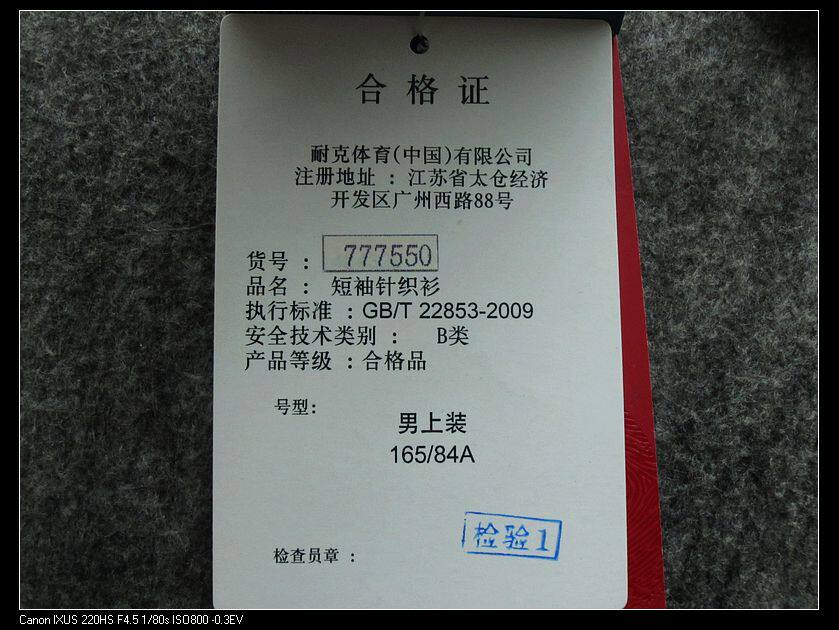 合格证
耐克体育(中国)有限公司
注册地址 : 江苏省太仓经济
开发区广州西路88号
货号 : 777550
品名 : 短袖针织衫
执行标准 : GB/T 22853-2009
安全技术类别 : B类
产品等级 : 合格品
号型:
男上装
165/84A
检查员章 : 检验1
Canon IXUS 220HS F4.5 1/80s ISO800 -0.3EV